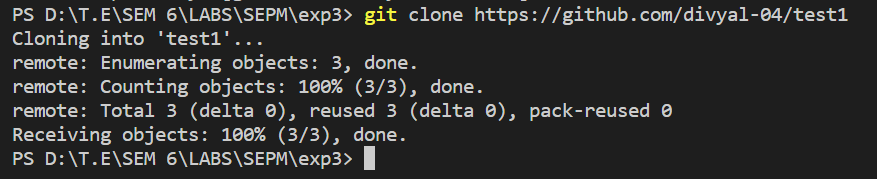 PS D:\T.E\SEM 6\LABS\SEPM\exp3> git clone https://github.com/divyal-04/test1
Cloning into 'test1'...
remote: Enumerating objects: 3, done.
remote: Counting objects: 100% (3/3), done.
remote: Total 3 (delta 0), reused 3 (delta 0), pack-reused 0
Receiving objects: 100% (3/3), done.
PS D:\T.E\SEM 6\LABS\SEPM\exp3>